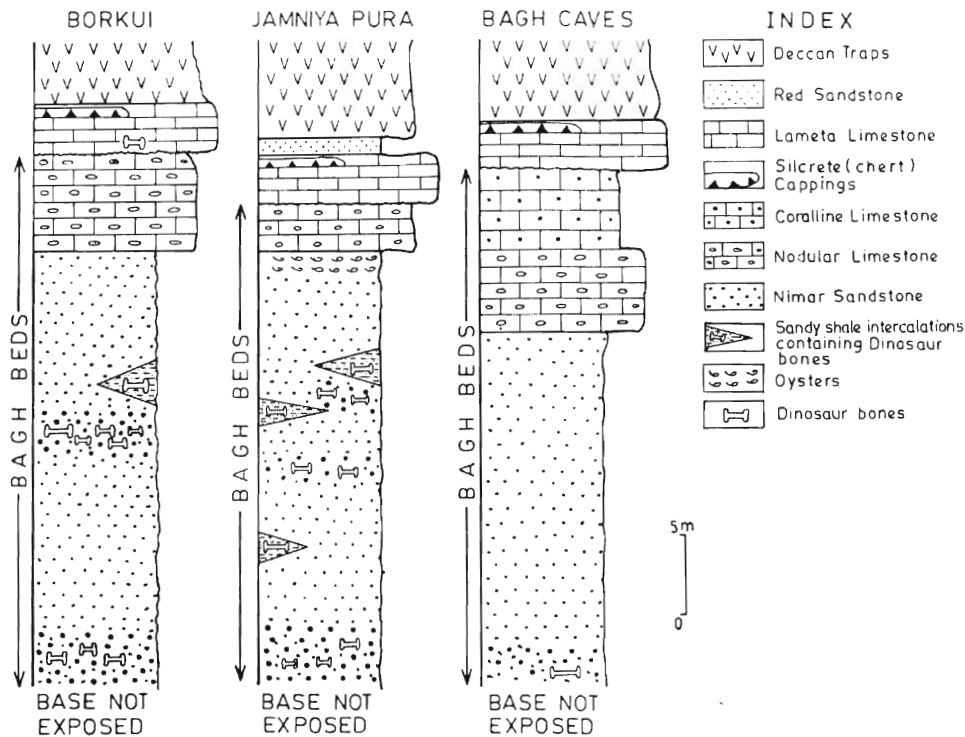 BORKUI
JAMNIYA PURA
BAGH CAVES
INDEX
Deccan Traps
Red Sandstone
Lameta Limestone
Silcrete(chert)
Cappings
Coralline Limestone
Nodular Limestone
Nimar Sandstone
Sandy shale intercalations
containing Dinosaur
bones
Oysters
Dinosaur bones
BAGH BEDS
BAGH BEDS
BAGH BEDS
5m
0
BASE NOT
EXPOSED
BASE NOT
EXPOSED
BASE NOT
EXPOSED